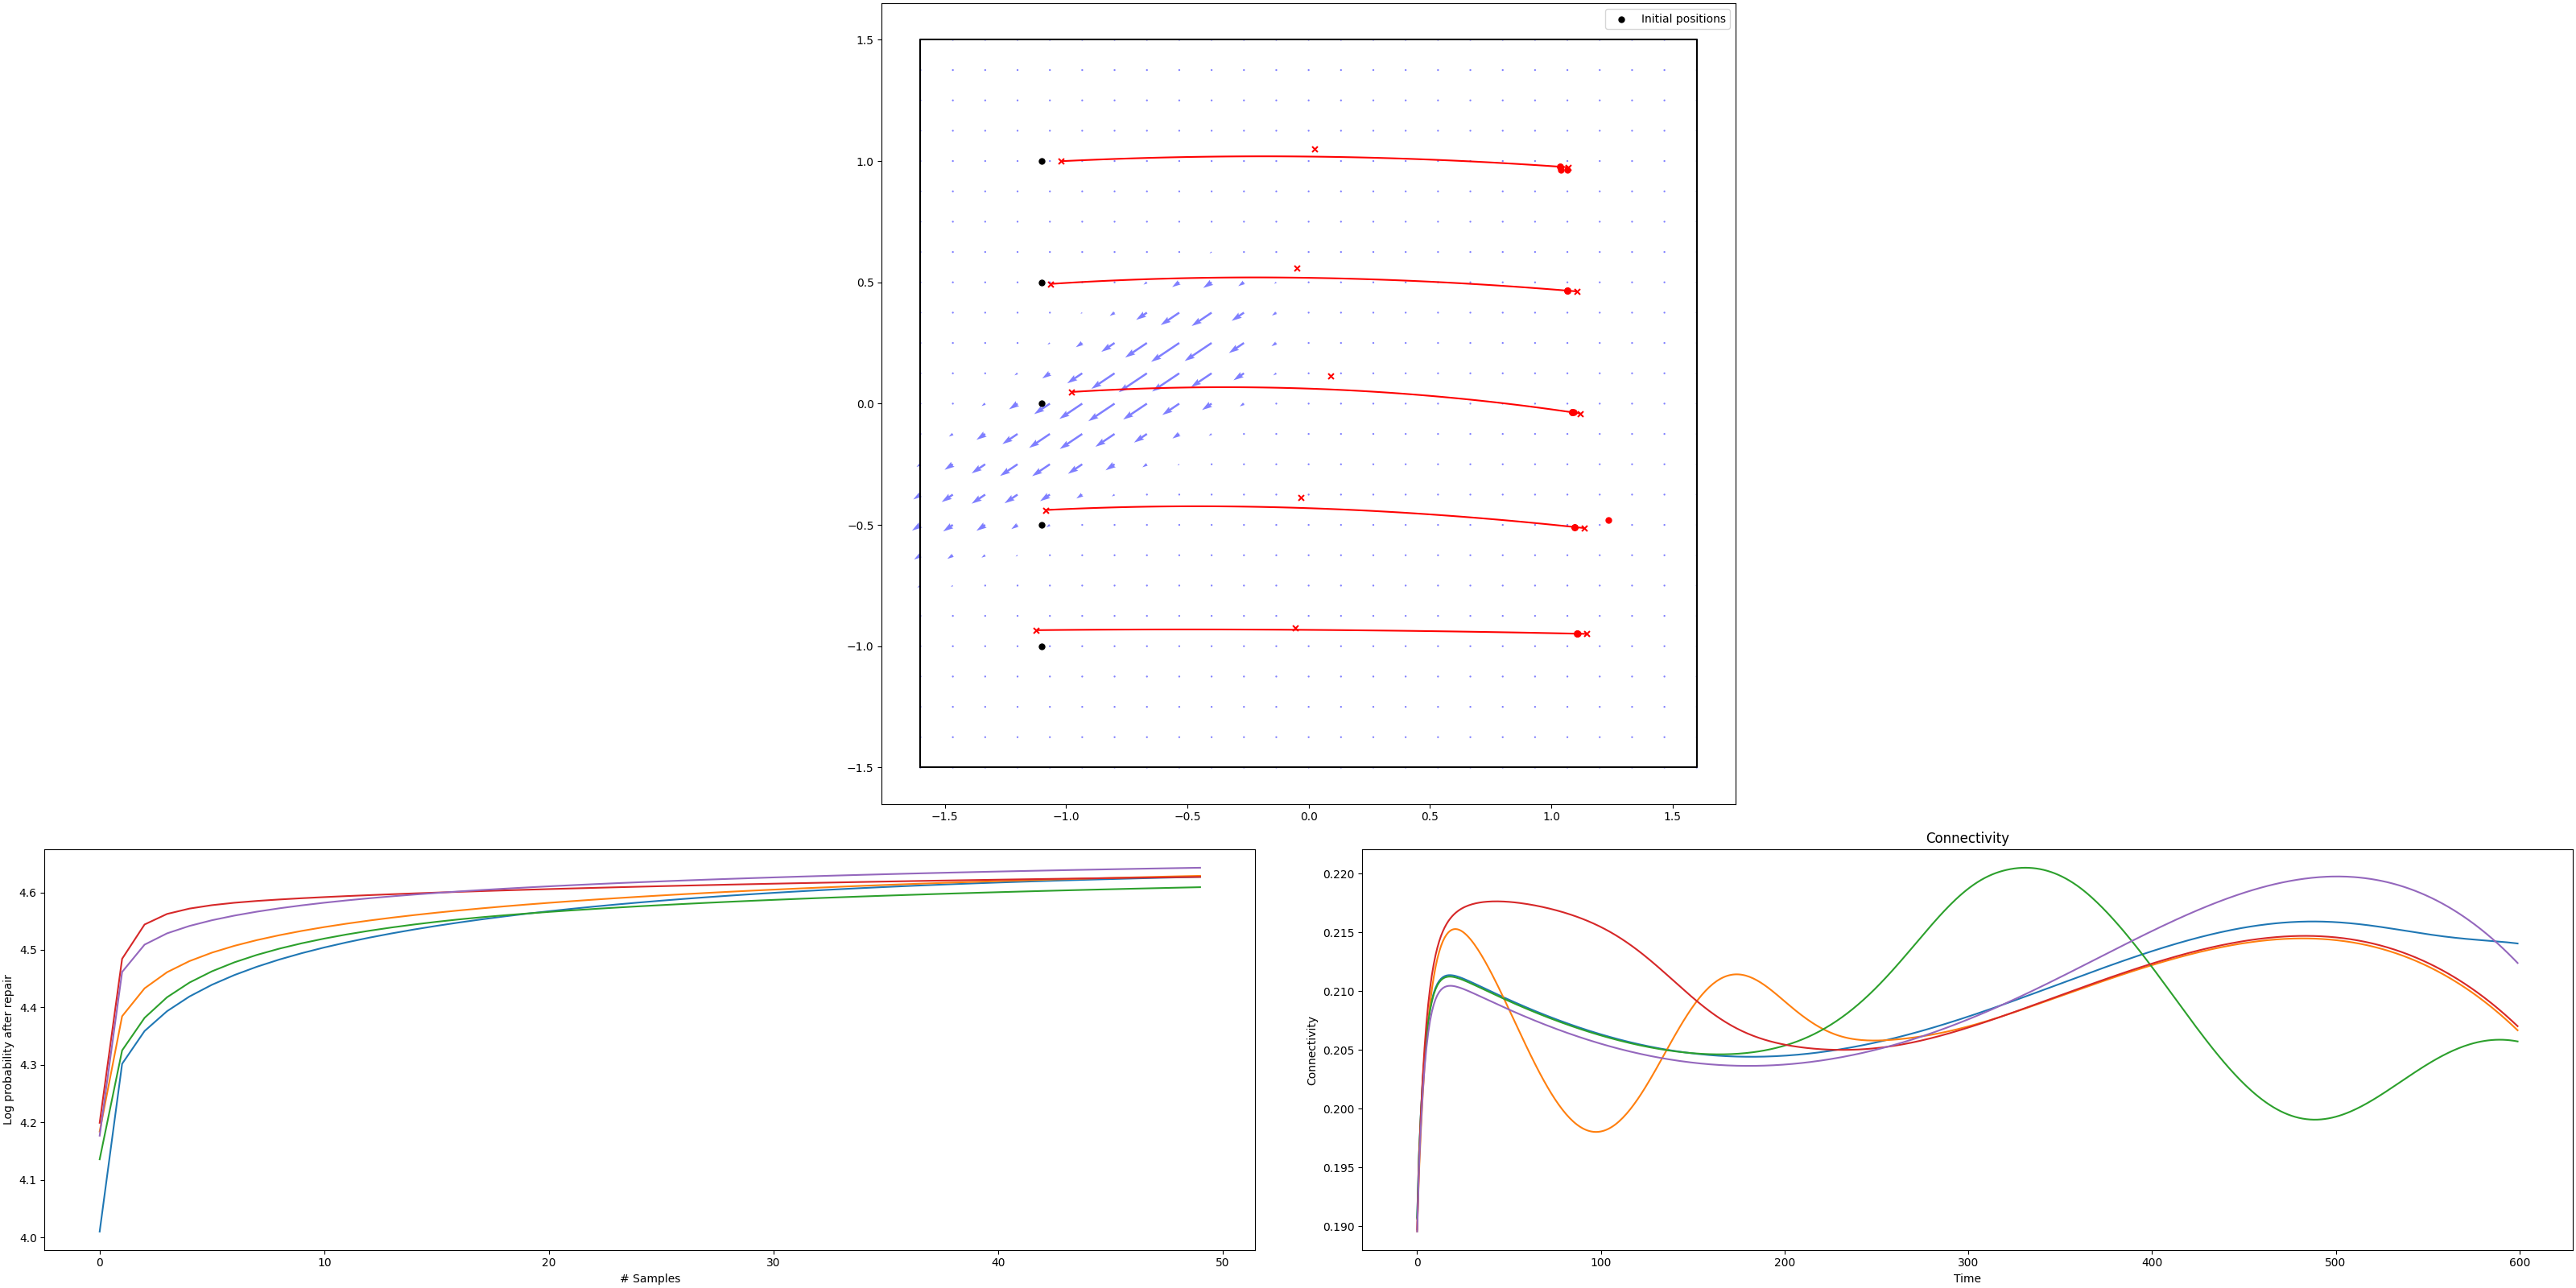 Initial positions
1.5
1.0
0.5
0.0
−0.5
−1.0
−1.5
−1.5 −1.0 −0.5 0.0 0.5 1.0 1.5
Log probability after repair
4.6
4.5
4.4
4.3
4.2
4.1
4.0
0 10 20 30 40 50
# Samples
Connectivity
Connectivity
0.220
0.215
0.210
0.205
0.200
0.195
0.190
0 100 200 300 400 500 600
Time